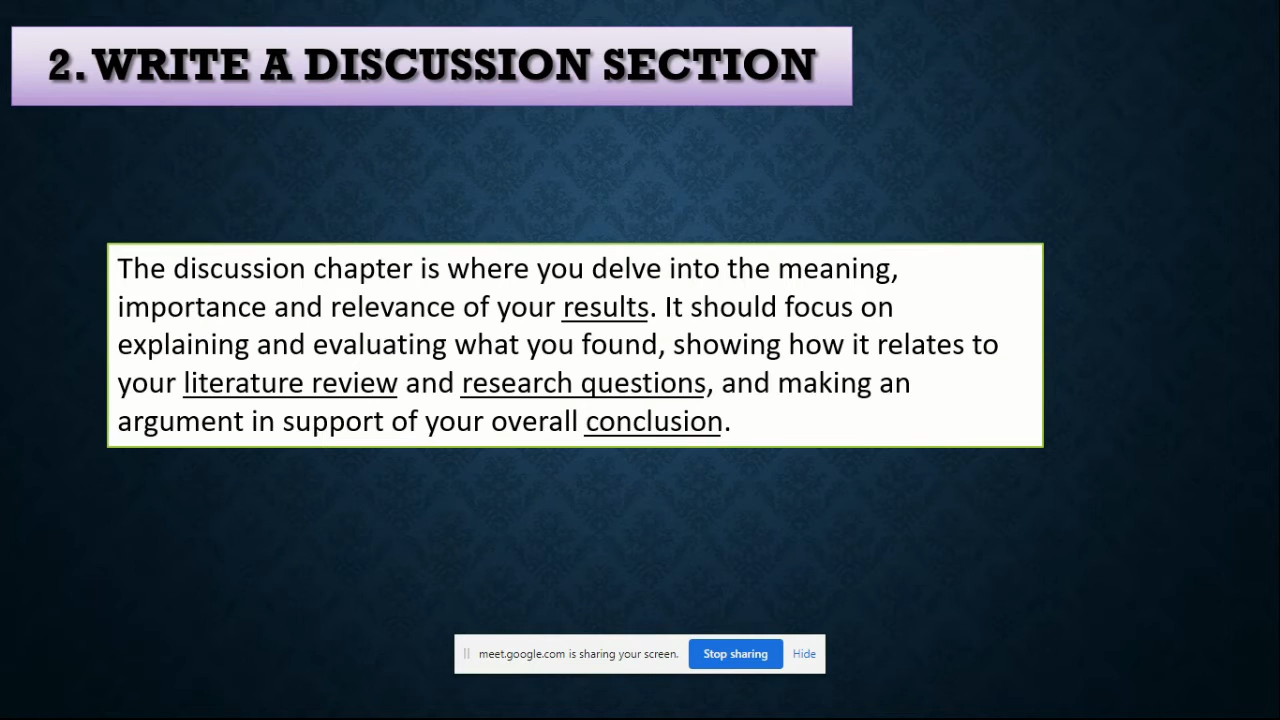 2. WRITE A DISCUSSION SECTION
The discussion chapter is where you delve into the meaning,
importance and relevance of your results. It should focus on
explaining and evaluating what you found, showing how it relates to
your literature review and research questions, and making an
argument in support of your overall conclusion.
meet.google.com is sharing your screen. Stop sharing Hide